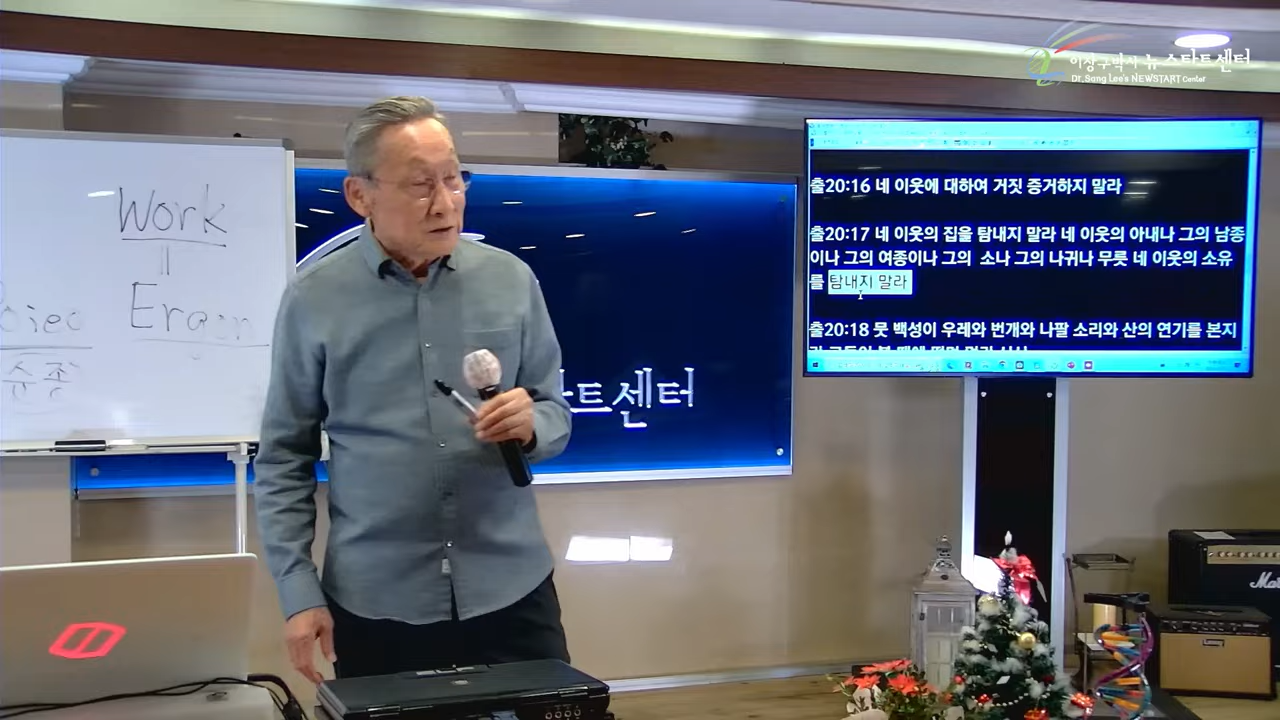 이상구박사 뉴스타트센터
Dr. Sang Lee's NEWSTART Center
Work
=
순종
트센터
출20:16 네 이웃에 대하여 거짓 증거하지 말라
출20:17 네 이웃의 집을 탐내지 말라 네 이웃의 아내나 그의 남종
이나 그의 여종이나 그의 소나 그의 나귀나 무릇 네 이웃의 소유
를 탐내지 말라
출20:18 뭇 백성이 우레와 번개와 나팔 소리와 산의 연기를 본지